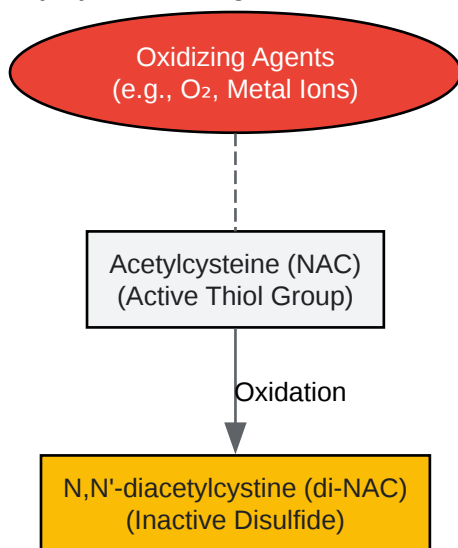 Oxidizing Agents
(e.g., O₂, Metal Ions)
Acetylcysteine (NAC)
(Active Thiol Group)
Oxidation
N,N'-diacetylcystine (di-NAC)
(Inactive Disulfide)